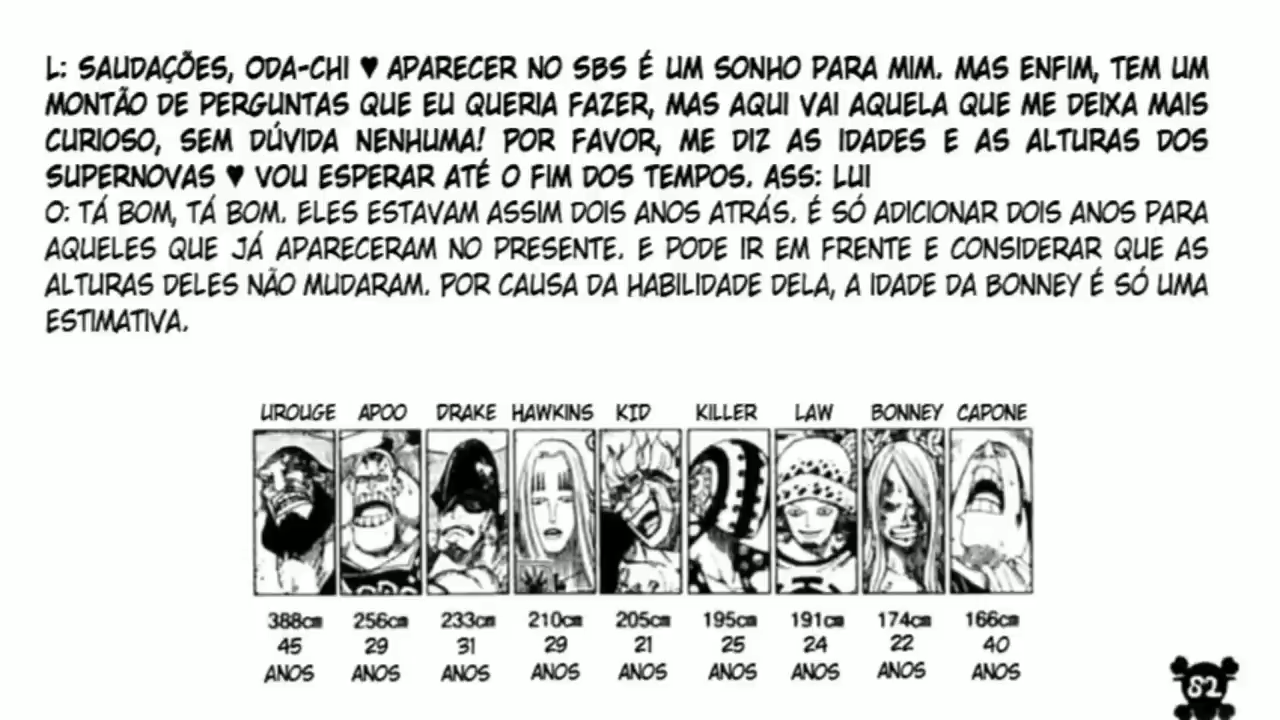 L: SAUDAÇÕES, ODA-CHI ♥ APARECER NO SBS É UM SONHO PARA MIM. MAS ENFIM, TEM UM
MONTÃO DE PERGUNTAS QUE EU QUERIA FAZER, MAS AQUI VAI AQUELA QUE ME DEIXA MAIS
CURIOSO, SEM DÚVIDA NENHUMA! POR FAVOR, ME DIZ AS IDADES E AS ALTURAS DOS
SUPERNOVAS ♥ VOU ESPERAR ATÉ O FIM DOS TEMPOS. ASS: LUI
O: TÁ BOM, TÁ BOM. ELES ESTAVAM ASSIM DOIS ANOS ATRÁS. É SÓ ADICIONAR DOIS ANOS PARA
AQUELES QUE JÁ APARECERAM NO PRESENTE. E PODE IR EM FRENTE E CONSIDERAR QUE AS
ALTURAS DELES NÃO MUDARAM. POR CAUSA DA HABILIDADE DELA, A IDADE DA BONNEY É SÓ UMA
ESTIMATIVA.
UROUGE APOO DRAKE HAWKINS KID KILLER LAW BONNEY CAPONE
388cm 256cm 233cm 210cm 205cm 195cm 191cm 174cm 166cm
45 29 31 29 21 25 24 22 40
ANOS ANOS ANOS ANOS ANOS ANOS ANOS ANOS ANOS
82